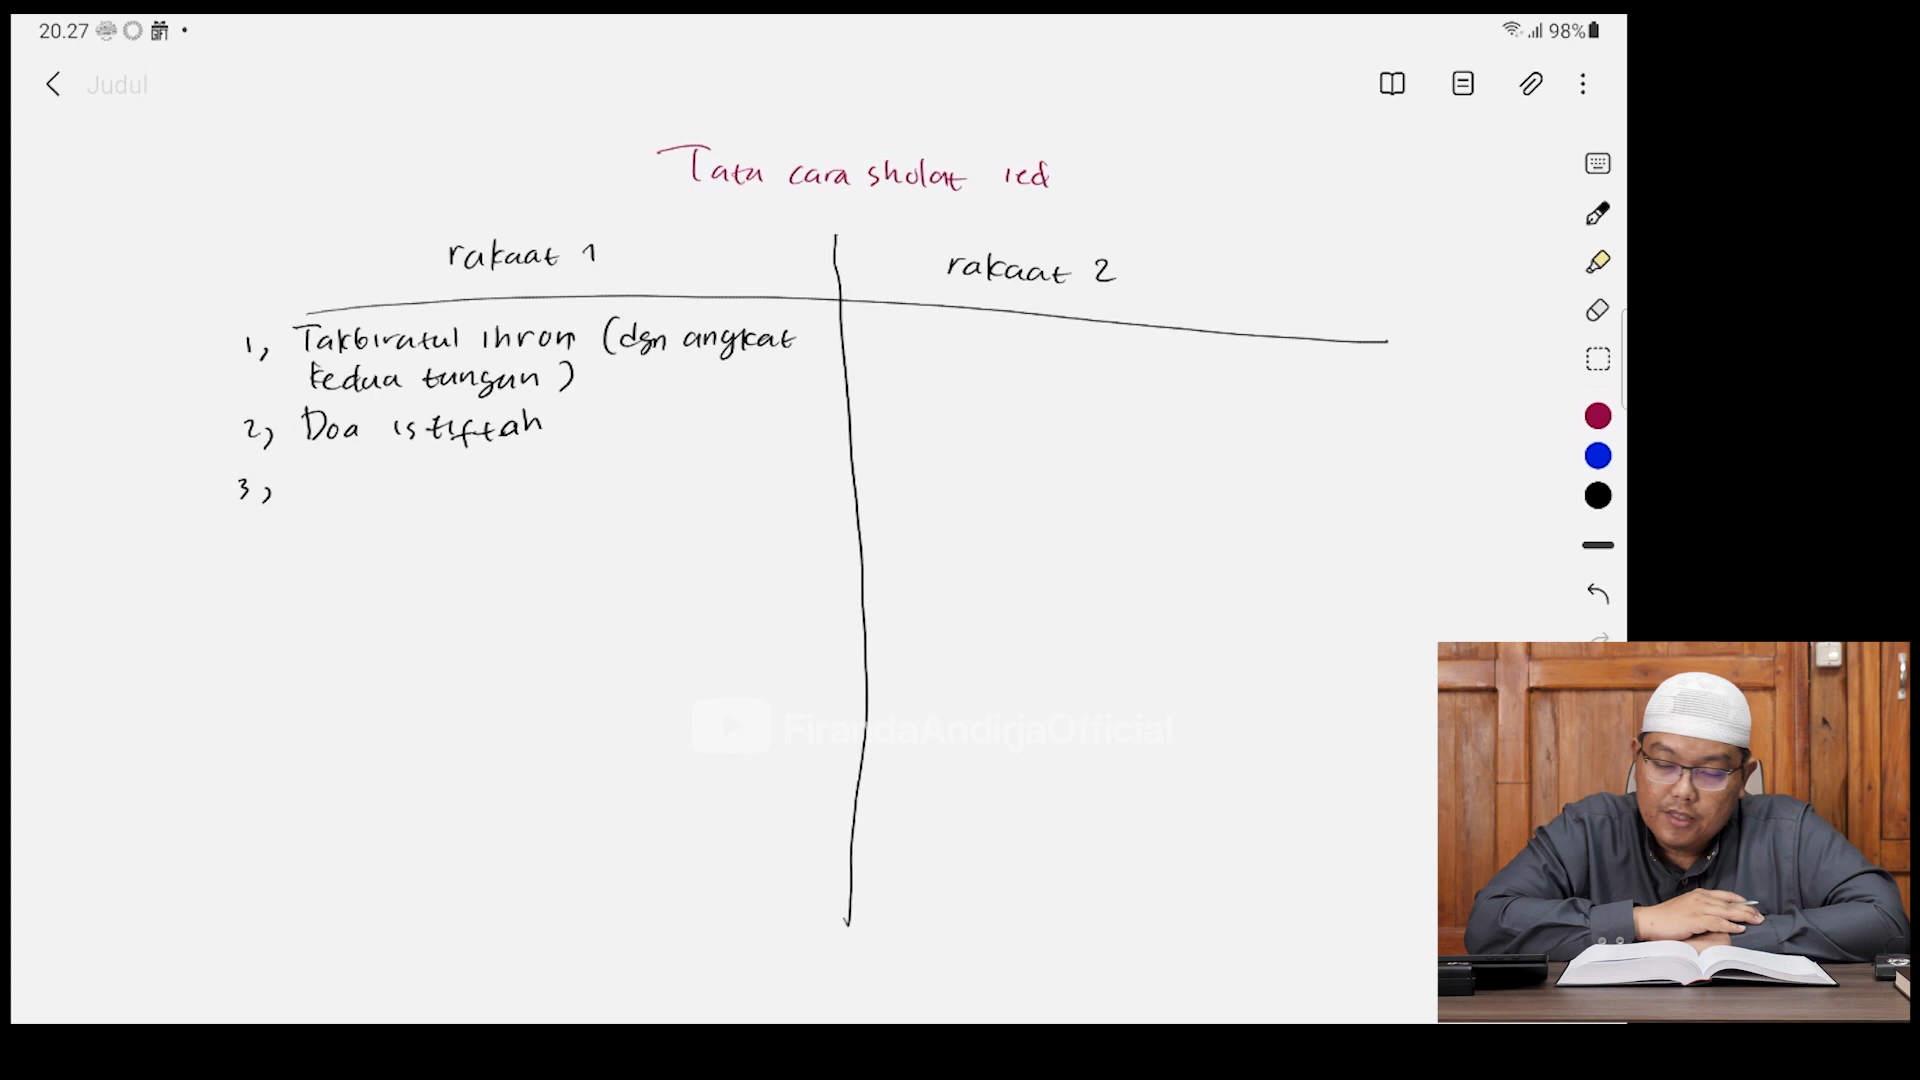 20.27
98%
Judul
Tata cara sholat ied
rakaat 1
rakaat 2
1, Takbiratul ihrom (dgn angkat
kedua tangan)
2, Doa istiftah
3,
FirandaAndirjaOfficial